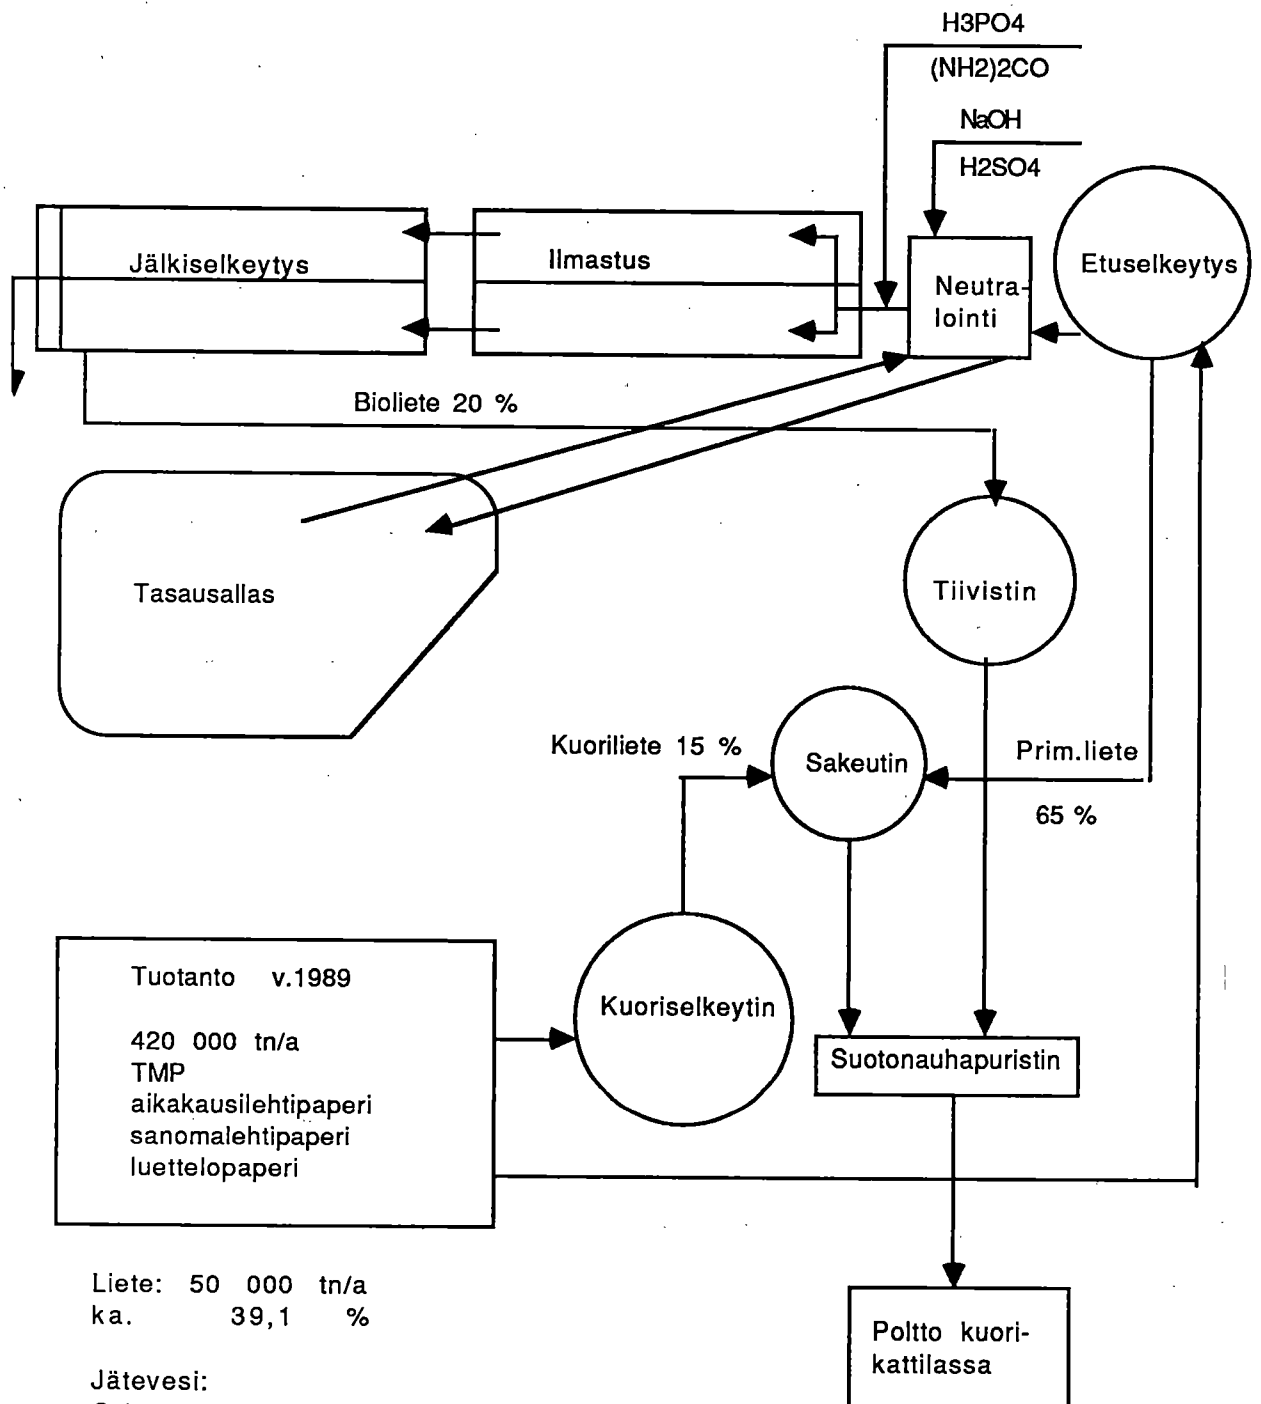 H3PO4
(NH2)2CO
NaOH
H2SO4
Jälkiselkeytys
Ilmastus
Neutra-
lointi
Etuselkeytys
Bioliete 20 %
Tasausallas
Tiivistin
Kuoriliete 15 %
Sakeutin
Prim.liete
65 %
Tuotanto v.1989
420 000 tn/a
TMP
aikakausilehtipaperi
sanomalehtipaperi
luettelopaperi
Kuoriselkeytin
Suotonauhapuristin
Liete: 50 000 tn/a
ka. 39,1 %
Poltto kuori-
kattilassa
Jätevesi: